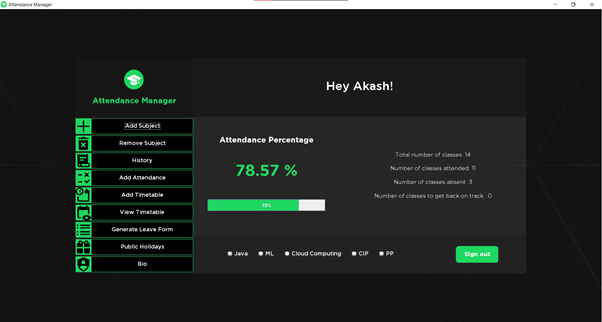 Attendance Manager
Attendance Manager
Add Subject
Remove Subject
History
Add Attendance
Add Timetable
View Timetable
Generate Leave Form
Public Holidays
Bio
Hey Akash!
Attendance Percentage
78.57 %
78%
Total number of classes: 14
Number of classes attended: 11
Number of classes absent: 3
Number of classes to get back on track: 0
Java ML Cloud Computing CIP PP
Sign out